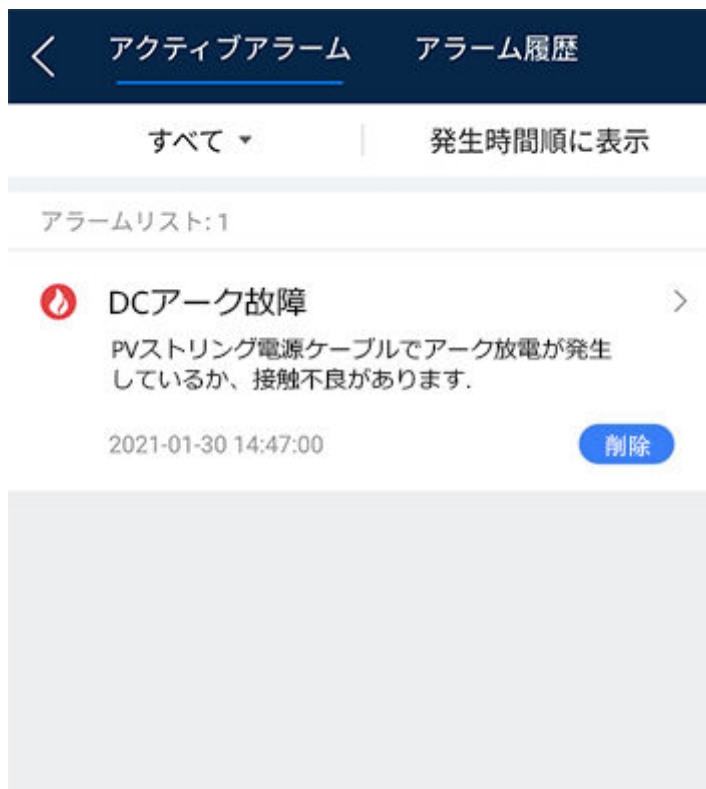 アクティブアラーム アラーム履歴
すべて 発生時間順に表示
アラームリスト: 1
DCアーク故障
PVストリング電源ケーブルでアーク放電が発生
しているか、接触不良があります.
2021-01-30 14:47:00 削除